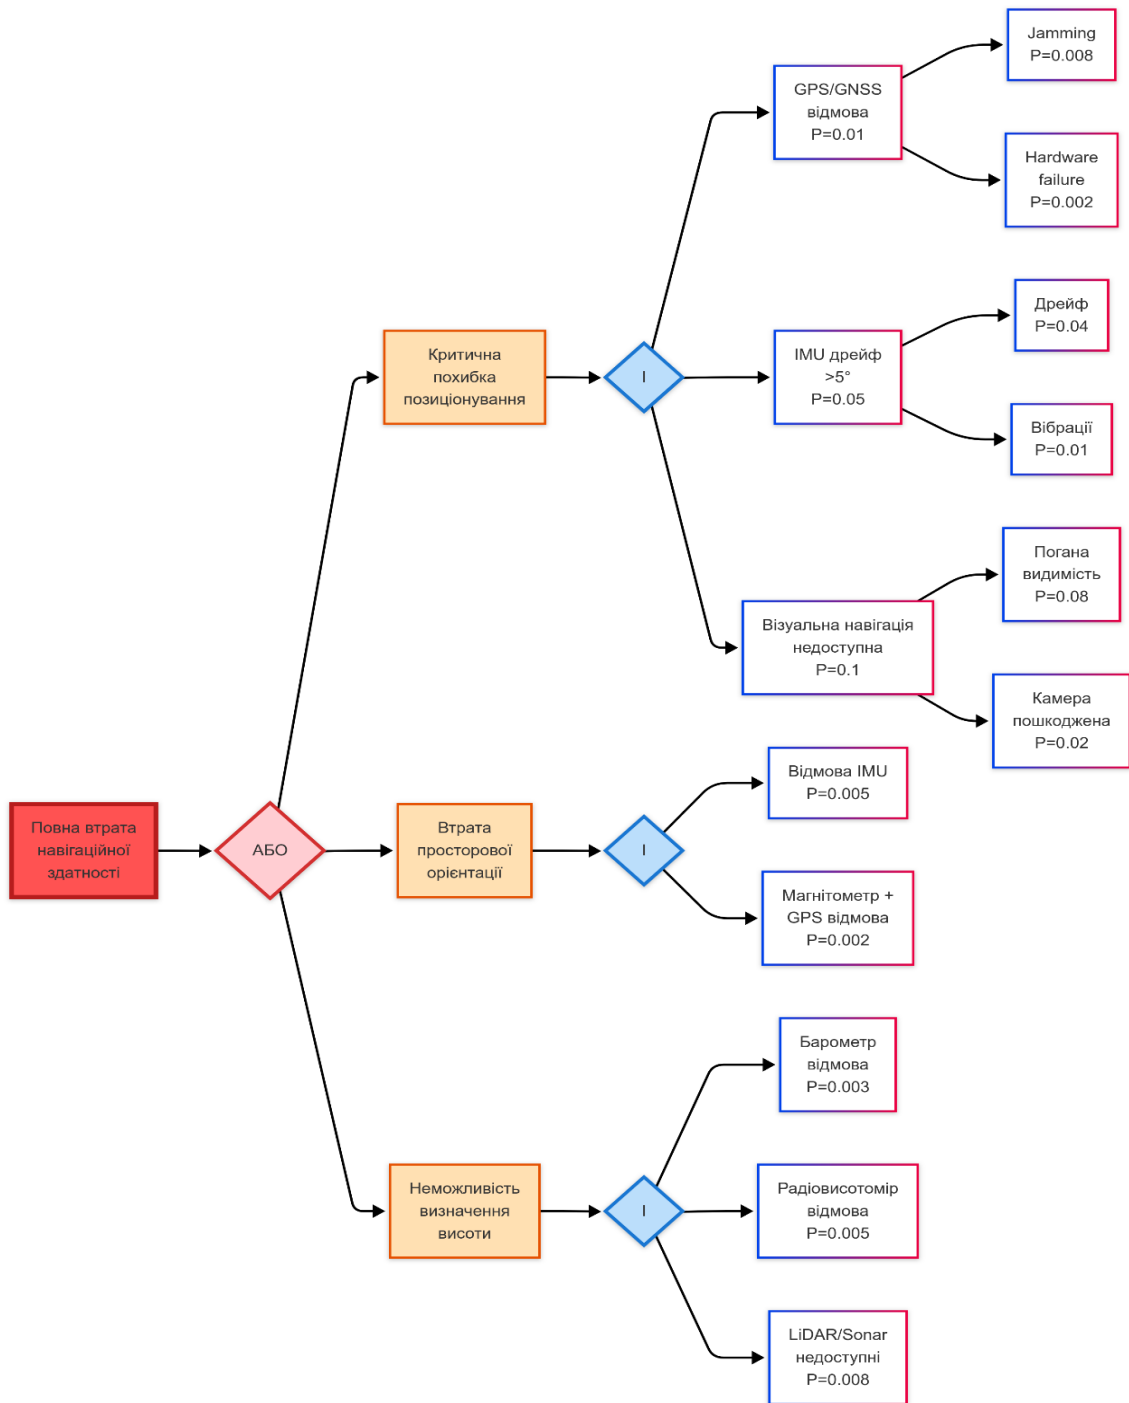 Jamming
P=0.008
GPS/GNSS
відмова
P=0.01
Hardware
failure
P=0.002
Дрейф
P=0.04
Критична
похибка
позиціонування
І
IMU дрейф
>5°
P=0.05
Вібрації
P=0.01
Погана
видимість
P=0.08
Візуальна навігація
недоступна
P=0.1
Камера
пошкоджена
P=0.02
Відмова IMU
P=0.005
Повна втрата
навігаційної
здатності
АБО
Втрата
просторової
орієнтації
І
Магнітометр +
GPS відмова
P=0.002
Барометр
відмова
P=0.003
Неможливість
визначення
висоти
І
Радіовисотомір
відмова
P=0.005
LiDAR/Sonar
недоступні
P=0.008